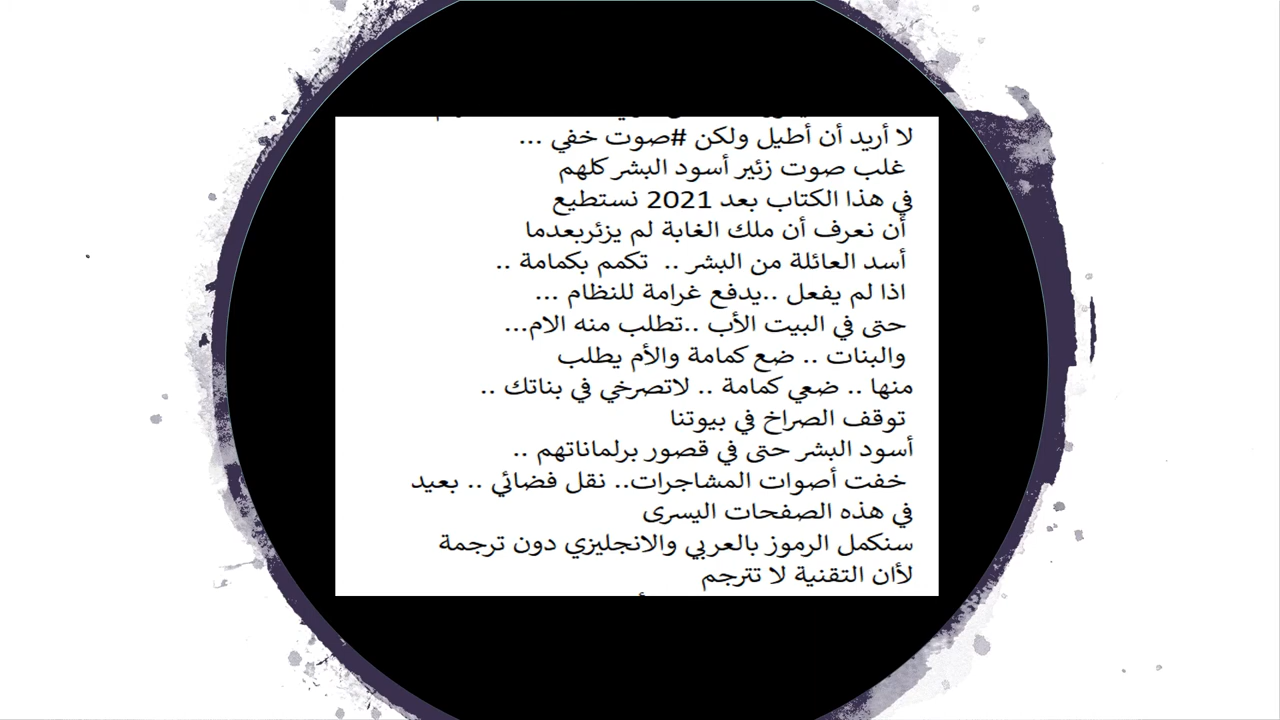 لا أريد أن أطيل ولكن #صوت خفي ...
غلب صوت زئير أسود البشر كلهم
في هذا الكتاب بعد 2021 نستطيع
أن نعرف أن ملك الغابة لم يزئربعدما
أسد العائلة من البشر .. تكمم بكمامة ..
اذا لم يفعل ..يدفع غرامة للنظام ...
حتى في البيت الأب ..تطلب منه الام...
والبنات .. ضع كمامة والأم يطلب
منها .. ضعي كمامة .. لاتصرخي في بناتك ..
توقف الصراخ في بيوتنا
أسود البشر حتى في قصور برلماناتهم ..
خفت أصوات المشاجرات.. نقل فضائي .. بعيد
في هذه الصفحات اليسرى
سنكمل الرموز بالعربي والانجليزي دون ترجمة
لأان التقنية لا تترجم